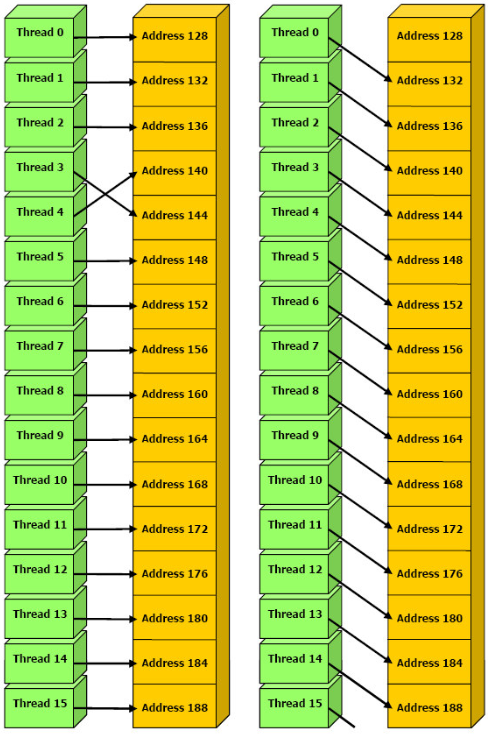 Thread 0 Address 128 Thread 0 Address 128
Thread 1 Address 132 Thread 1 Address 132
Thread 2 Address 136 Thread 2 Address 136
Thread 3 Address 140 Thread 3 Address 140
Thread 4 Address 144 Thread 4 Address 144
Thread 5 Address 148 Thread 5 Address 148
Thread 6 Address 152 Thread 6 Address 152
Thread 7 Address 156 Thread 7 Address 156
Thread 8 Address 160 Thread 8 Address 160
Thread 9 Address 164 Thread 9 Address 164
Thread 10 Address 168 Thread 10 Address 168
Thread 11 Address 172 Thread 11 Address 172
Thread 12 Address 176 Thread 12 Address 176
Thread 13 Address 180 Thread 13 Address 180
Thread 14 Address 184 Thread 14 Address 184
Thread 15 Address 188 Thread 15 Address 188